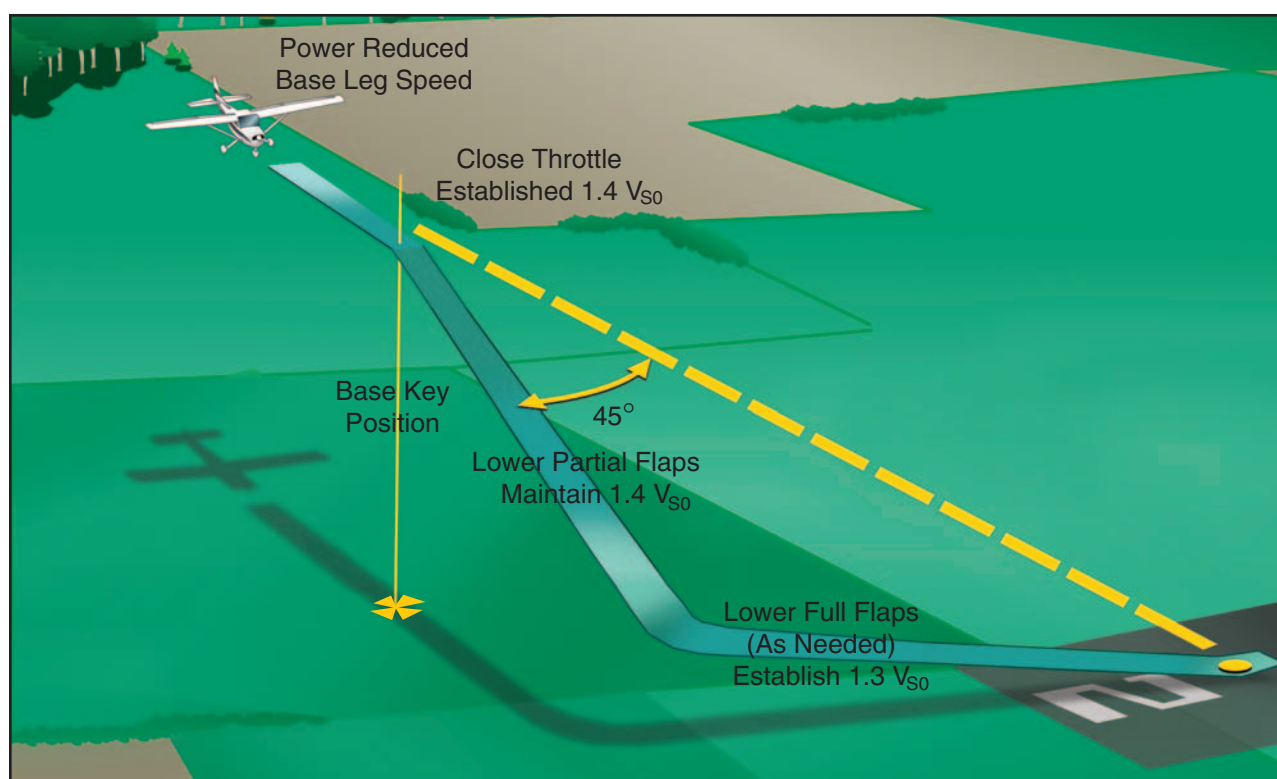 Power Reduced
Base Leg Speed
Close Throttle
Established 1.4 VS0
Base Key
Position
45°
Lower Partial Flaps
Maintain 1.4 VS0
Lower Full Flaps
(As Needed)
Establish 1.3 VS0
2